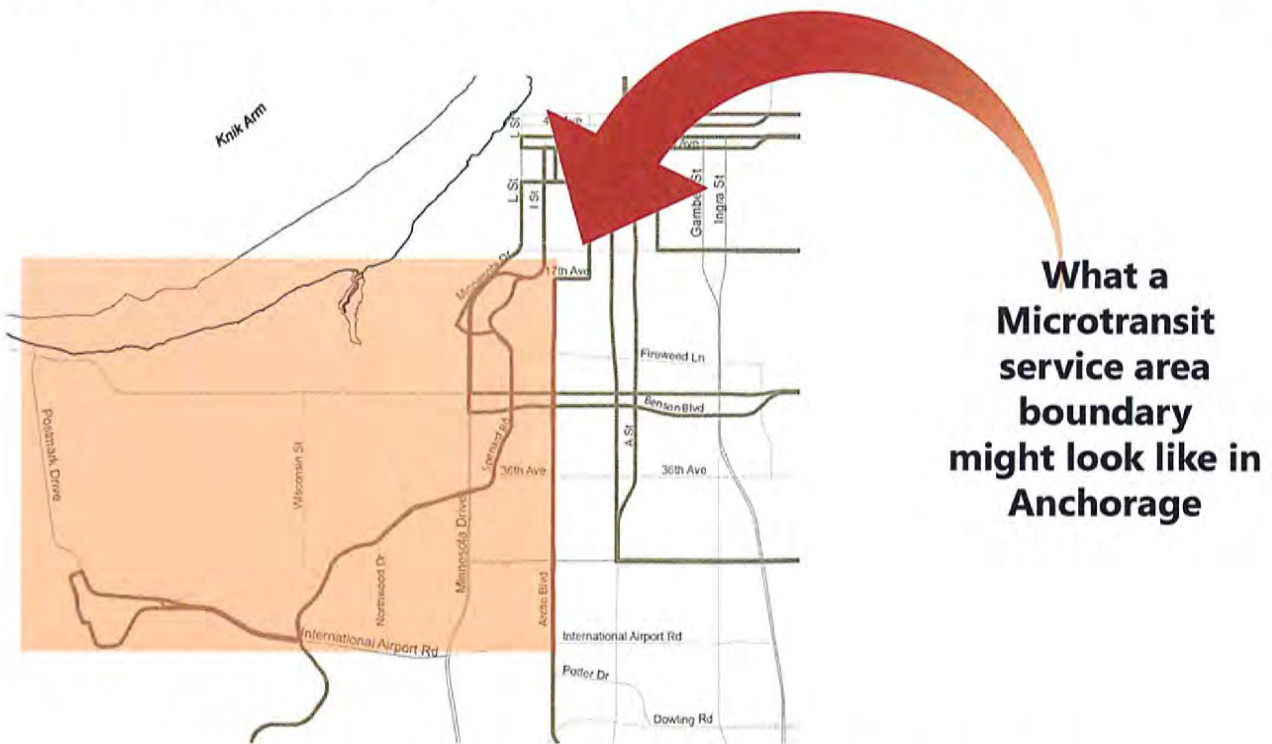 Knik Arm
L St
Ave
L St
I St
Ingra St
Minnesota Dr
17th Ave
Fireweed Ln
Benson Blvd
Postmark Drive
Wisconsin St
Spenard Rd
A St
36th Ave
36th Ave
Minnesota Drive
Northwood Dr
Arctic Blvd
International Airport Rd
International Airport Rd
Potter Dr
Dowling Rd
What a
Microtransit
service area
boundary
might look like in
Anchorage